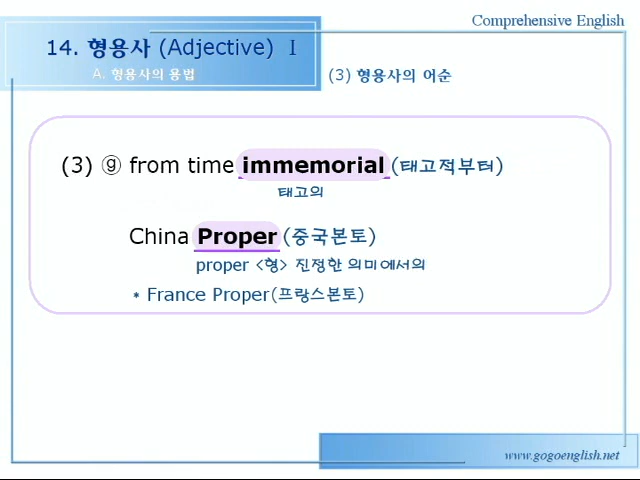 Comprehensive English
14. 형용사 (Adjective) Ⅰ
A. 형용사의 용법
(3) 형용사의 어순
(3) ⓖ from time immemorial (태고적부터)
태고의
China Proper (중국본토)
proper <형> 진정한 의미에서의
* France Proper(프랑스본토)
www.gogoenglish.net